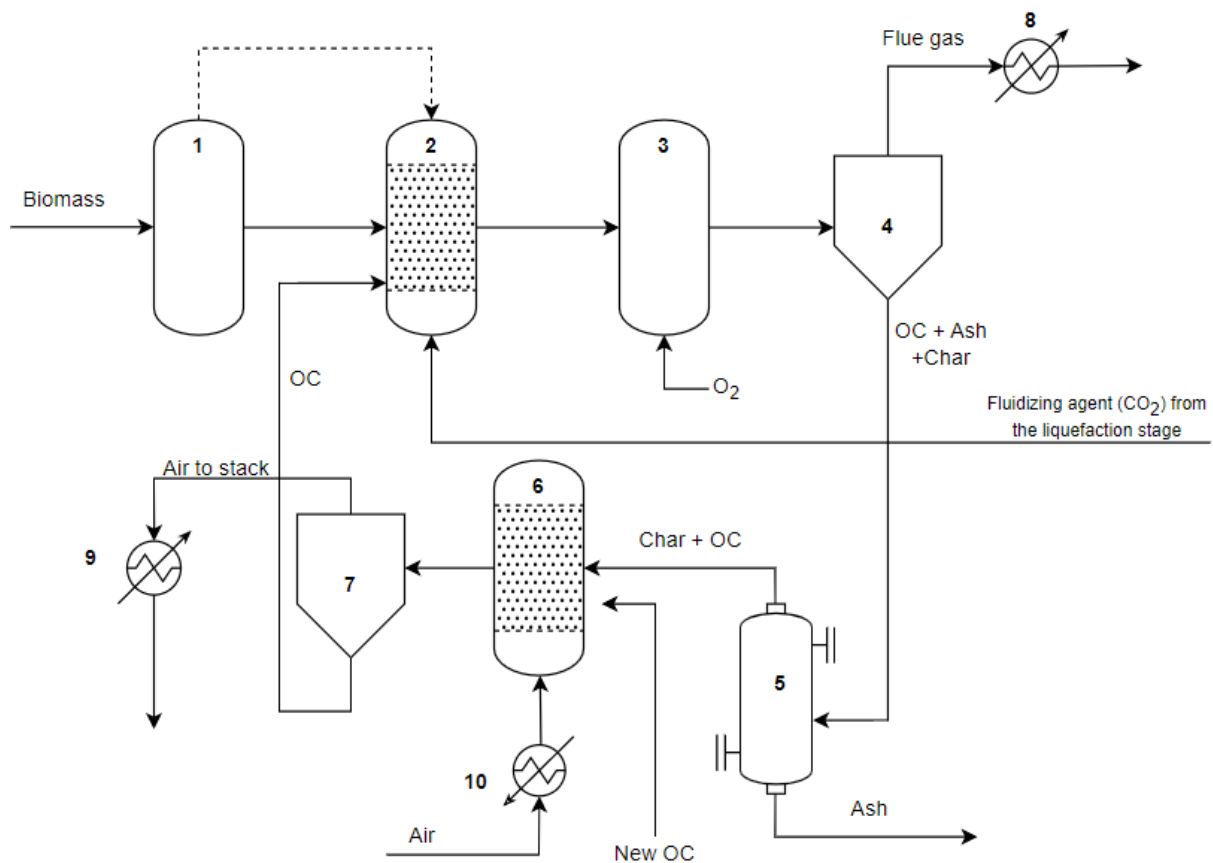 8
Flue gas
1
2
3
Biomass
4
OC + Ash
+Char
OC
O2
Fluidizing agent (CO2) from
the liquefaction stage
Air to stack
6
Char + OC
9
7
5
10
Ash
Air
New OC